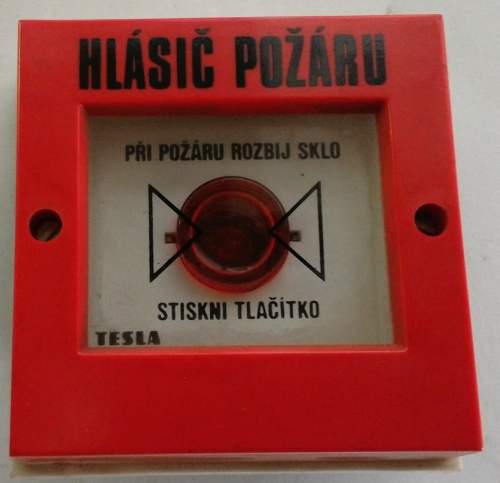 HLÁSIČ POŽÁRU
PŘI POŽÁRU ROZBIJ SKLO
STISKNI TLAČÍTKO
TESLA